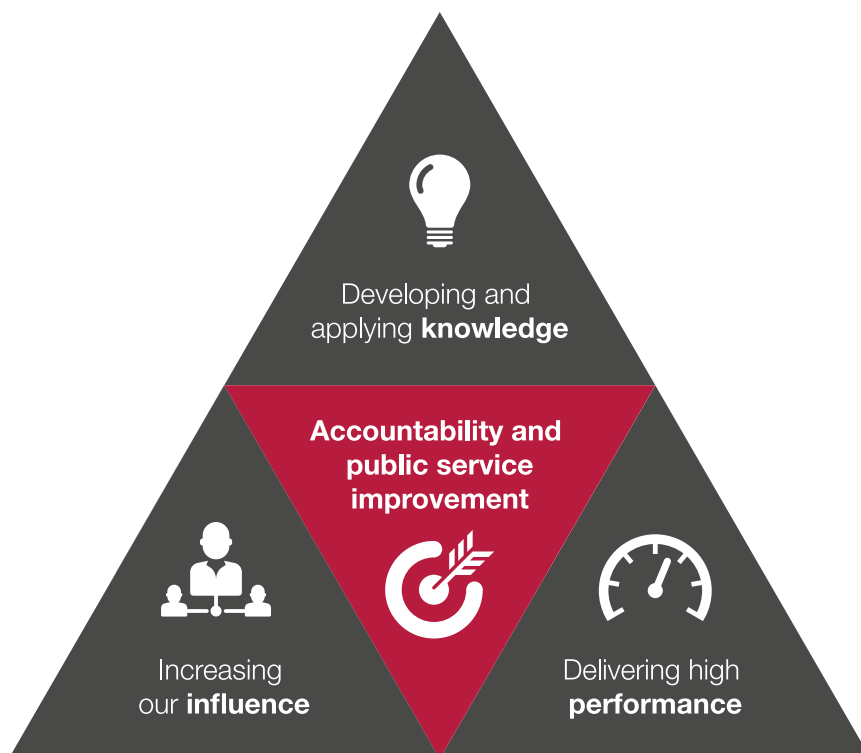 Developing and
applying knowledge
Accountability and
public service
improvement
Increasing
our influence
Delivering high
performance